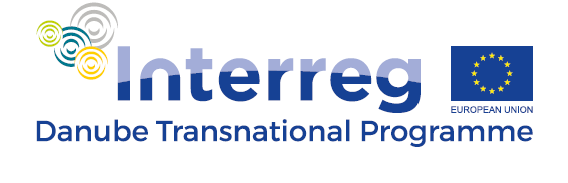 Interreg
EUROPEAN UNION
Danube Transnational Programme